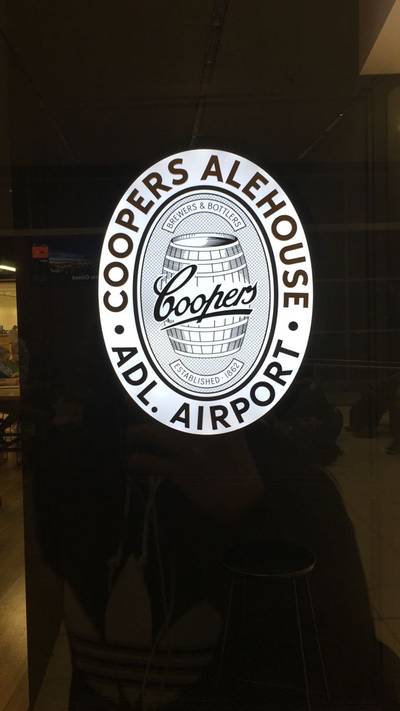 COOPERS ALEHOUSE
BREWERS & BOTTLERS
Coopers
ESTABLISHED · 1862
• ADL. AIRPORT •